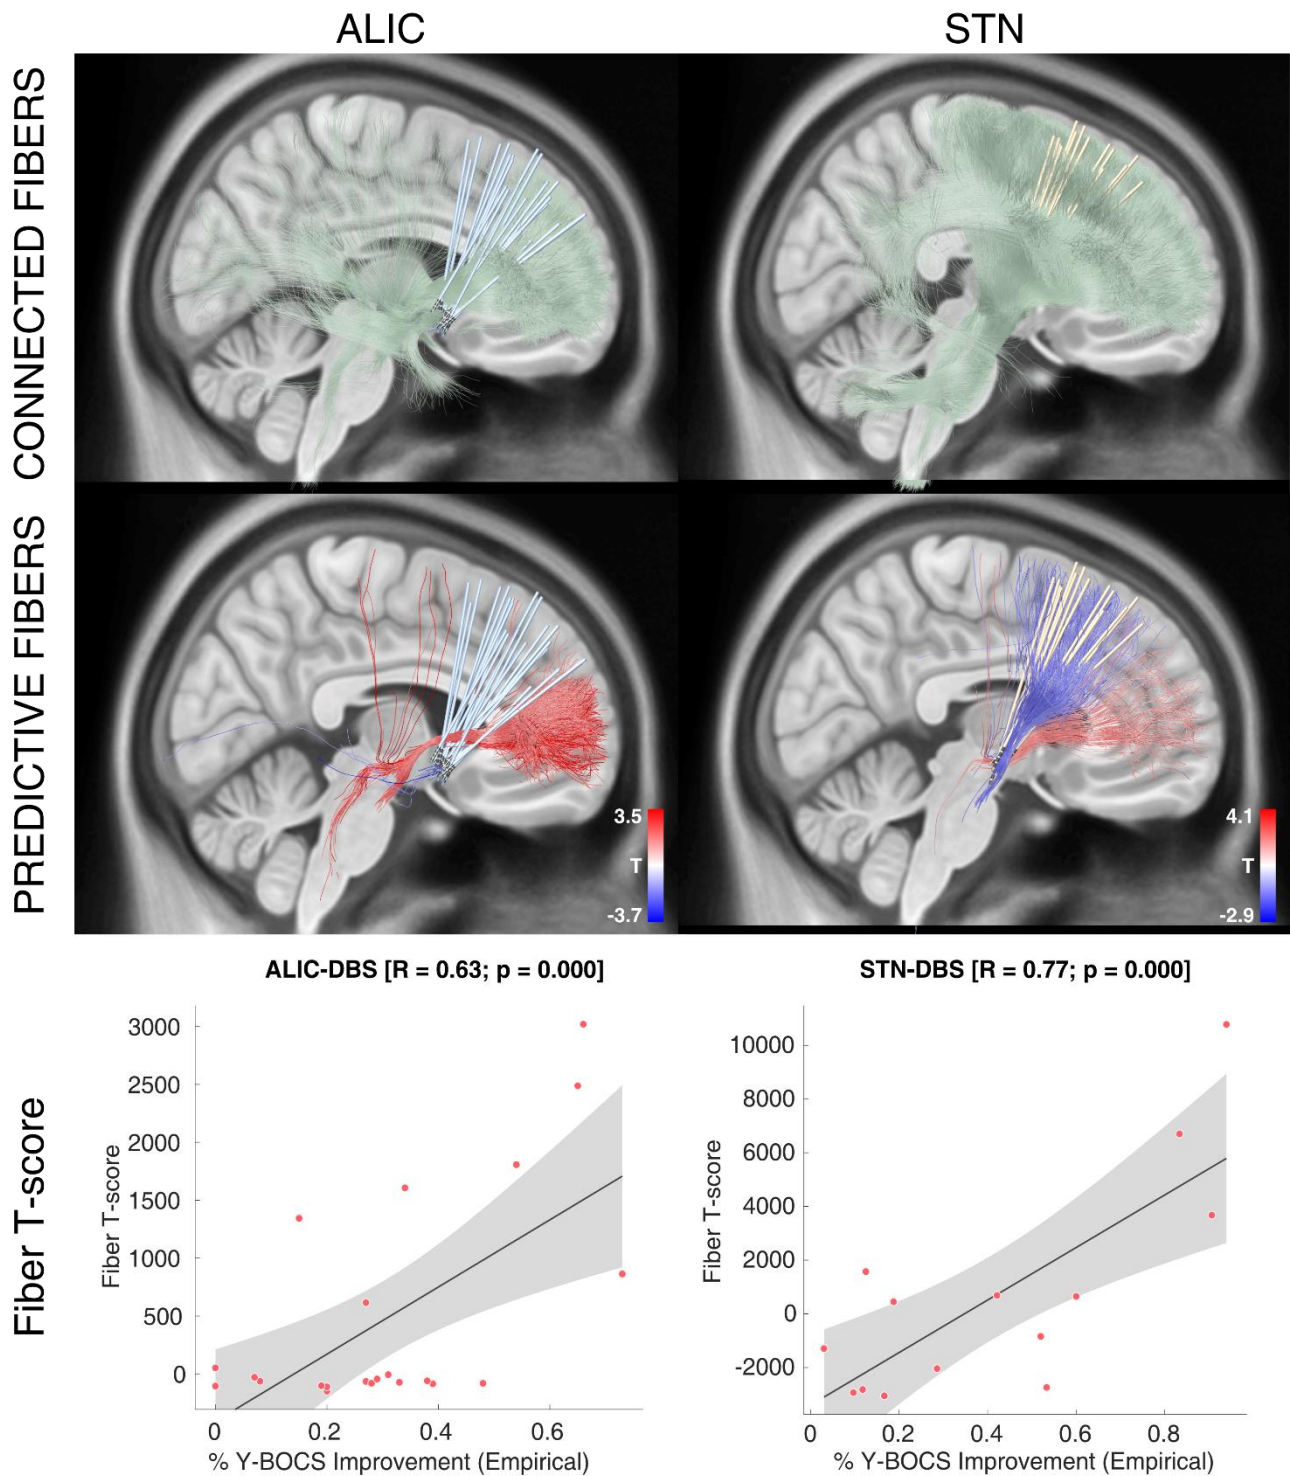 ALIC
STN
CONNECTED FIBERS
PREDICTIVE FIBERS
3.5
T
-3.7
4.1
T
-2.9
ALIC-DBS [R = 0.63; p = 0.000]
STN-DBS [R = 0.77; p = 0.000]
Fiber T-score
Fiber T-score
3000
2500
2000
1500
1000
500
0
0
0.2
0.4
0.6
% Y-BOCS Improvement (Empirical)
Fiber T-score
10000
8000
6000
4000
2000
0
-2000
0
0.2
0.4
0.6
0.8
% Y-BOCS Improvement (Empirical)